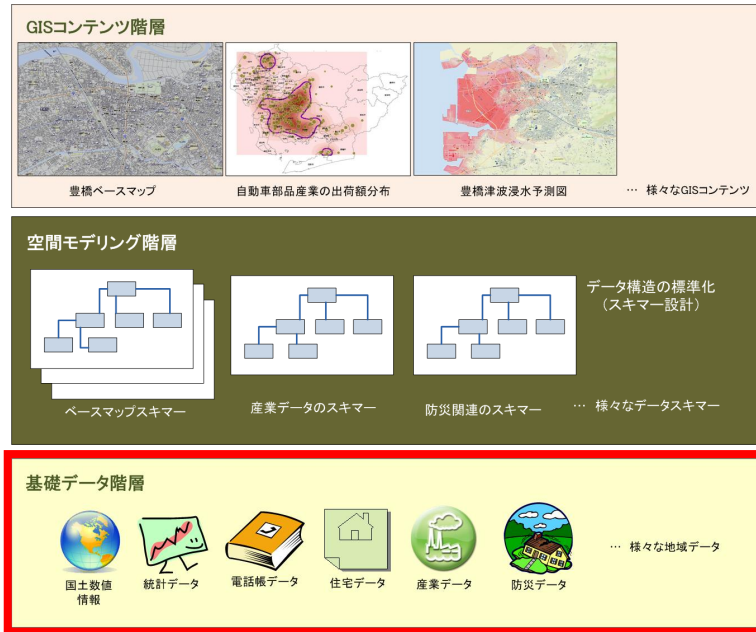 GISコンテンツ階層
豊橋ベースマップ
自動車部品産業の出荷額分布
豊橋津波浸水予測図
… 様々なGISコンテンツ
空間モデリング階層
データ構造の標準化
(スキマー設計)
ベースマップスキマー
産業データのスキマー
防災関連のスキマー
… 様々なデータスキマー
基礎データ階層
国土数値
情報
統計データ
電話帳データ
住宅データ
産業データ
防災データ
… 様々な地域データ